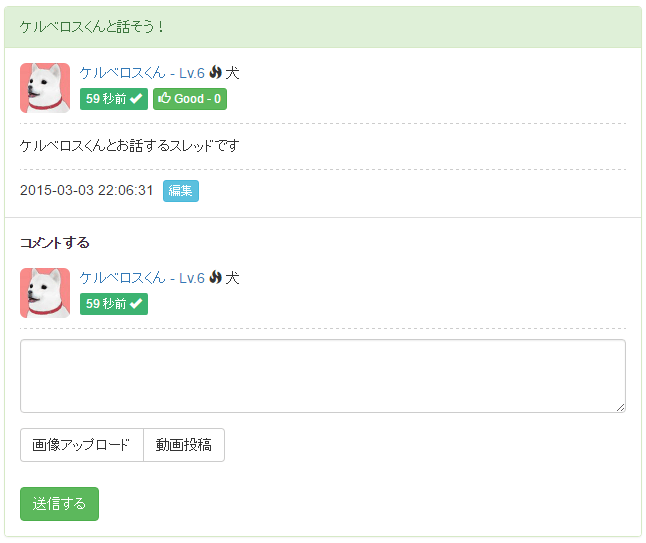 ケルベロスくんと話そう！
ケルベロスくん - Lv.6 犬
59 秒前 Good - 0
ケルベロスくんとお話するスレッドです
2015-03-03 22:06:31 編集
コメントする
ケルベロスくん - Lv.6 犬
59 秒前
画像アップロード 動画投稿
送信する